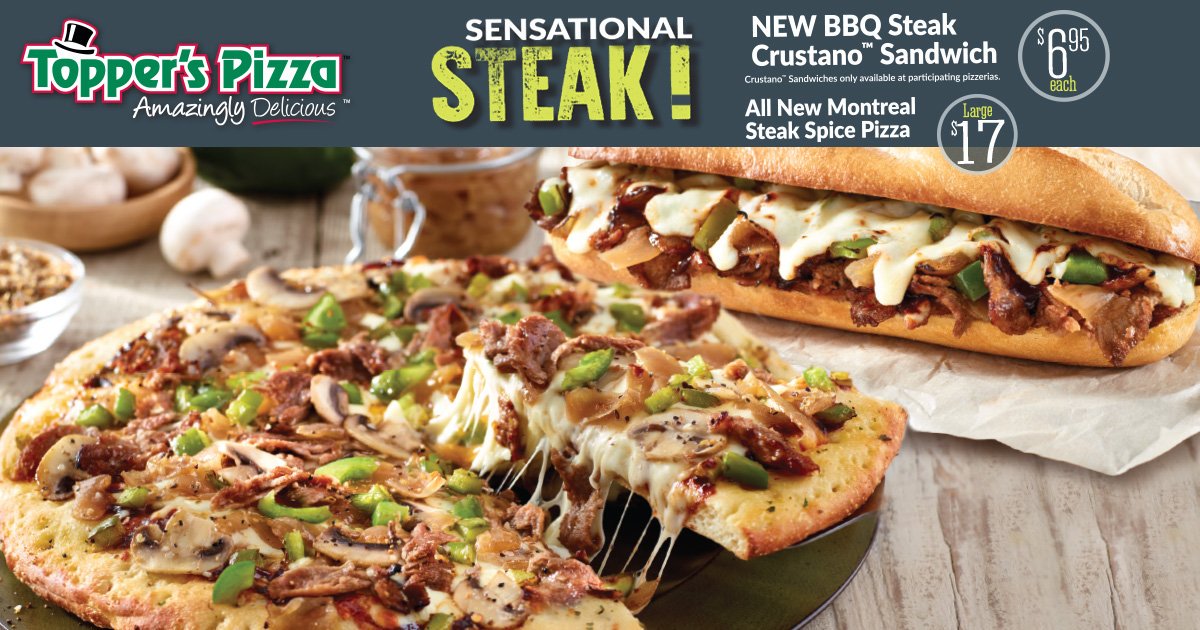 Topper's Pizza™
Amazingly Delicious™
SENSATIONAL
STEAK!
NEW BBQ Steak
Crustano™ Sandwich
Crustano™ Sandwiches only available at participating pizzerias.
$6.95
each
All New Montreal
Steak Spice Pizza
Large
$17